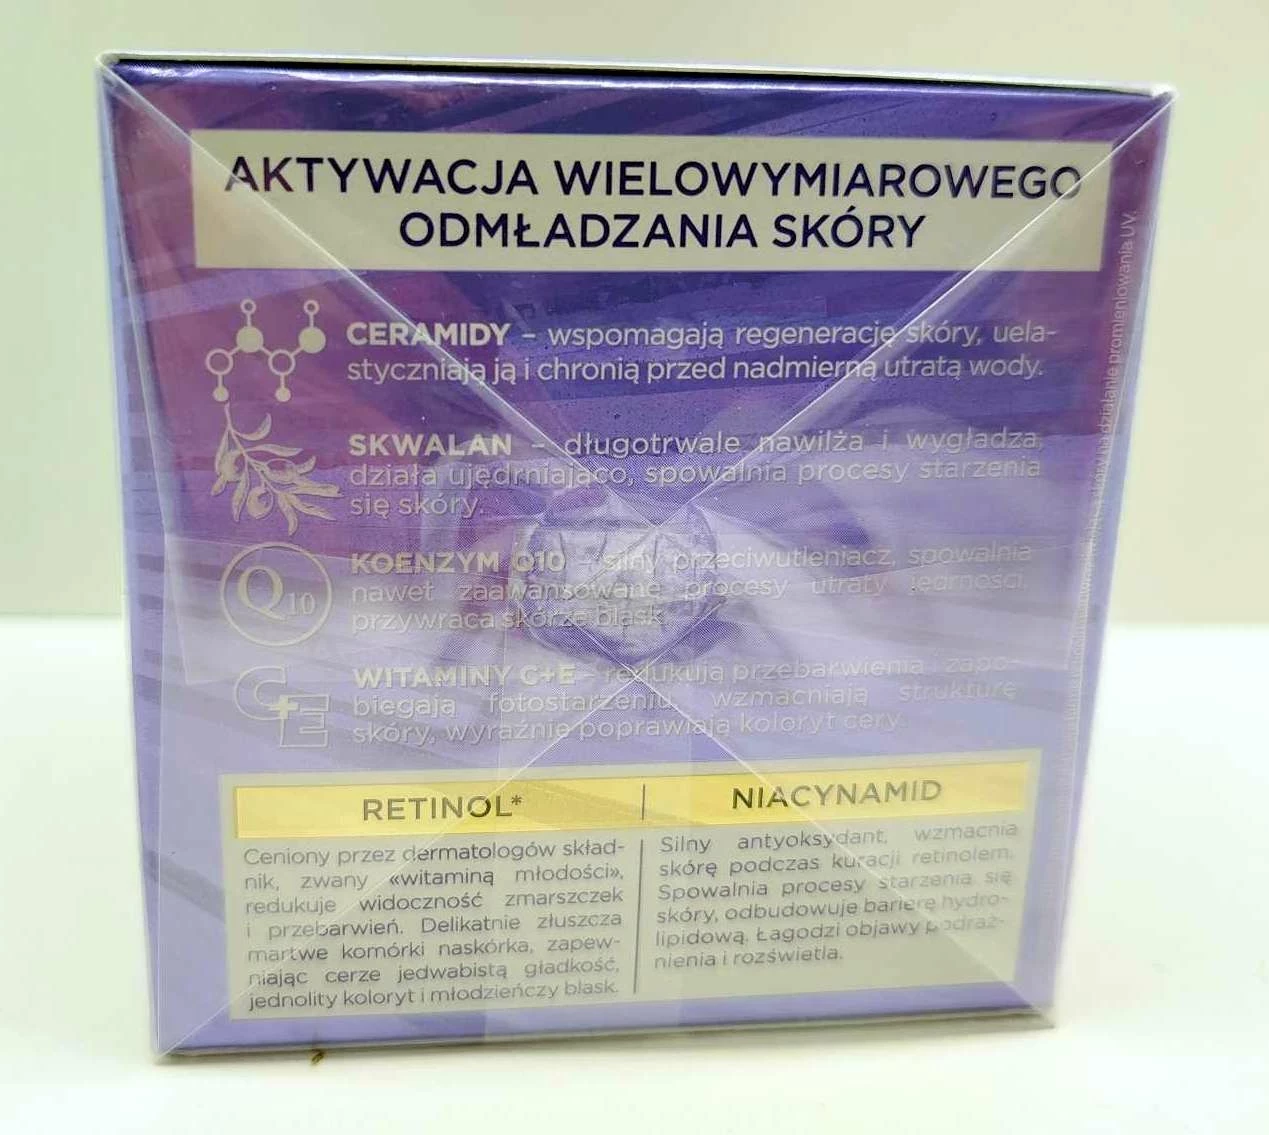 AKTYWACJA WIELOWYMIAROWEGO
ODMŁADZANIA SKÓRY
CERAMIDY – wspomagają regenerację skóry, uela-
styczniają ją i chronią przed nadmierną utratą wody.
SKWALAN – długotrwale nawilża i wygładza,
działa ujędrniająco, spowalnia procesy starzenia
się skóry.
Q10
KOENZYM Q10 – silny przeciwutleniacz, spowalnia
nawet zaawansowane procesy utraty jędrności,
przywraca skórze blask.
C+E
WITAMINY C+E – redukują przebarwienia i zapo-
biegają fotostarzeniu, wzmacniają strukturę
skóry, wyraźnie poprawiają koloryt cery.
RETINOL* | NIACYNAMID
Ceniony przez dermatologów skład-
nik, zwany «witaminą młodości»,
redukuje widoczność zmarszczek
i przebarwień. Delikatnie złuszcza
martwe komórki naskórka, zapew-
niając cerze jedwabistą gładkość,
jednolity koloryt i młodzieńczy blask.
Silny antyoksydant, wzmacnia
skórę podczas kuracji retinolem.
Spowalnia procesy starzenia się
skóry, odbudowuje barierę hydro-
lipidową. Łagodzi objawy podraż-
nienia i rozświetla.
na działanie promieniowania UV.